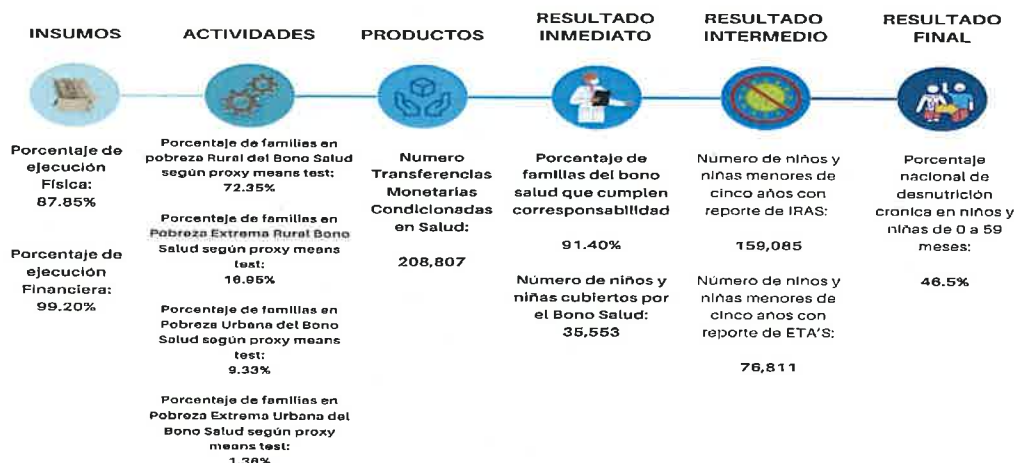 INSUMOS
Porcentaje de
ejecución
Física:
87.85%
Porcentaje de
ejecución
Financiera:
99.20%
ACTIVIDADES
Porcentaje de familias en
pobreza Rural del Bono Salud
según proxy means test:
72.35%
Porcentaje de familias en
Pobreza Extrema Rural Bono
Salud según proxy means
test:
16.95%
Porcentaje de familias en
Pobreza Urbana del Bono
Salud según proxy means
test:
9.33%
Porcentaje de familias en
Pobreza Extrema Urbana del
Bono Salud según proxy
means test:
1.36%
PRODUCTOS
Numero
Transferencias
Monetarias
Condicionadas
en Salud:
208,807
RESULTADO
INMEDIATO
Porcentaje de
familias del bono
salud que cumplen
corresponsabilidad
91.40%
Número de niños y
niñas cubiertos por
el Bono Salud:
35,553
RESULTADO
INTERMEDIO
Número de niños y
niñas menores de
cinco años con
reporte de IRAS:
159,085
Número de niños y
niñas menores de
cinco años con
reporte de ETA'S:
76,811
RESULTADO
FINAL
Porcentaje
nacional de
desnutrición
cronica en niños y
niñas de 0 a 59
meses:
46.5%